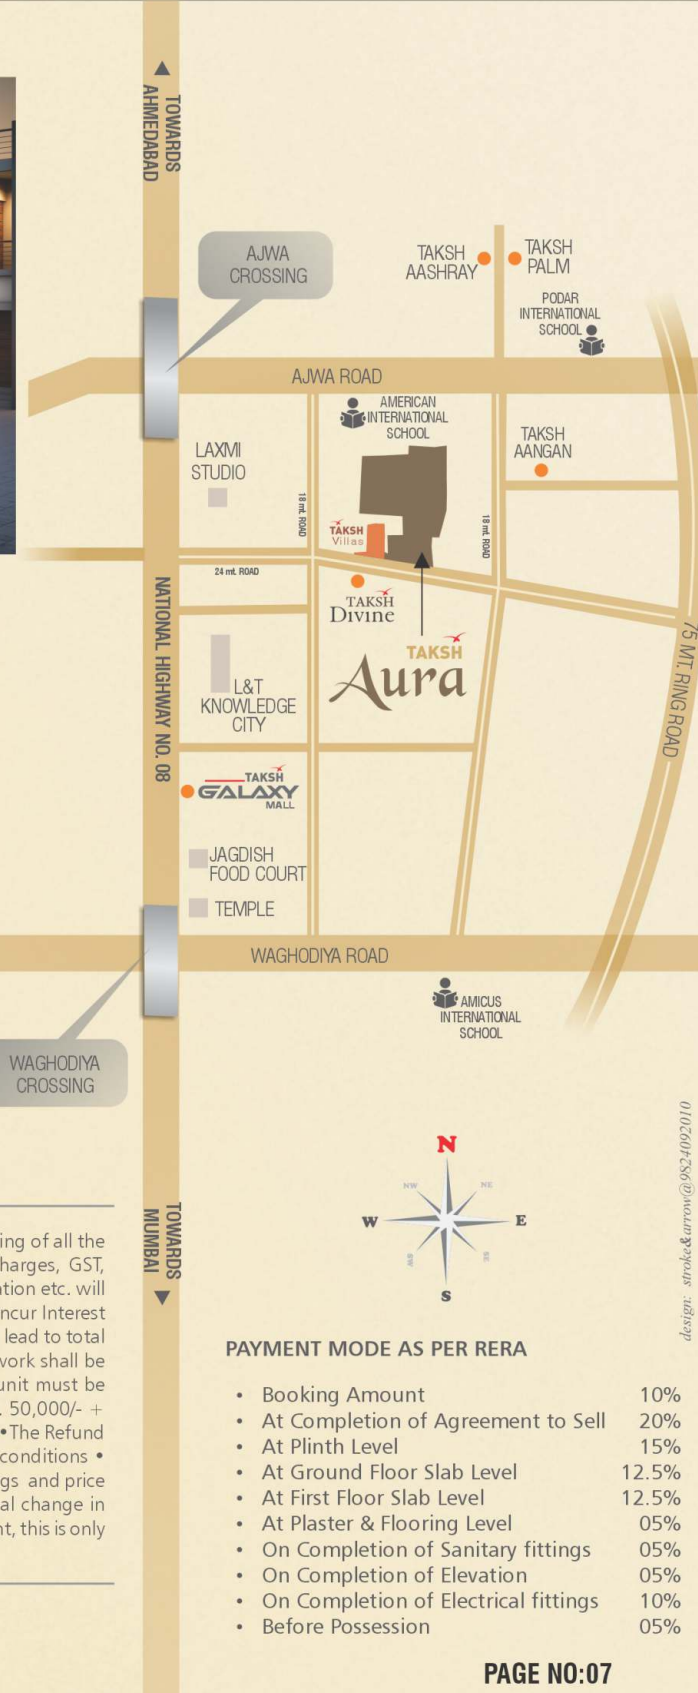 TOWARDS
AHMEDABAD
AJWA
CROSSING
TAKSH
AASHRAY
TAKSH
PALM
PODAR
INTERNATIONAL
SCHOOL
AJWA ROAD
AMERICAN
INTERNATIONAL
SCHOOL
TAKSH
AANGAN
LAXMI
STUDIO
18 mt. ROAD
18 mt. ROAD
TAKSH
Villas
24 mt. ROAD
TAKSH
Divine
TAKSH
Aura
NATIONAL HIGHWAY NO. 08
75 MT. RING ROAD
L&T
KNOWLEDGE
CITY
TAKSH
GALAXY
MALL
JAGDISH
FOOD COURT
TEMPLE
WAGHODIYA ROAD
AMICUS
INTERNATIONAL
SCHOOL
WAGHODIYA
CROSSING
N
NW
NE
W
E
SW
SE
S
design: stroke&arrow@9824092010
TOWARDS
MUMBAI
ing of all the
harges, GST,
ation etc. will
ncur Interest
lead to total
work shall be
unit must be
. 50,000/- +
•The Refund
conditions •
gs and price
al change in
nt, this is only
PAYMENT MODE AS PER RERA
• Booking Amount 10%
• At Completion of Agreement to Sell 20%
• At Plinth Level 15%
• At Ground Floor Slab Level 12.5%
• At First Floor Slab Level 12.5%
• At Plaster & Flooring Level 05%
• On Completion of Sanitary fittings 05%
• On Completion of Elevation 05%
• On Completion of Electrical fittings 10%
• Before Possession 05%
PAGE NO:07